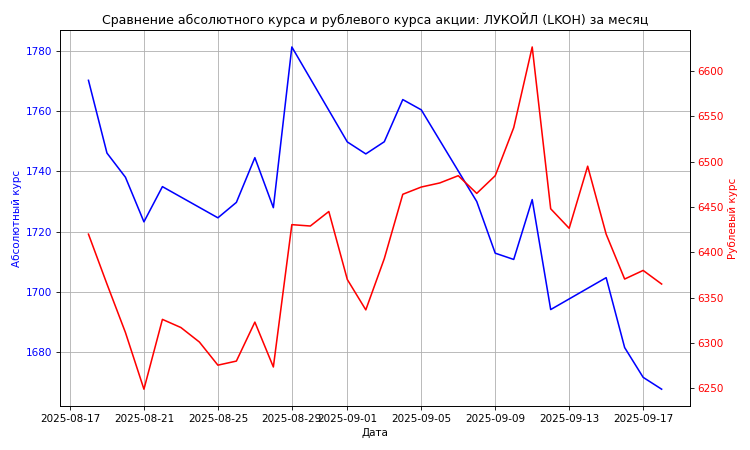 Сравнение абсолютного курса и рублевого курса акции: ЛУКОЙЛ (LKOH) за месяц
1780
1760
1740
1720
1700
1680
Абсолютный курс
6600
6550
6500
6450
6400
6350
6300
6250
Рублевый курс
2025-08-17 2025-08-21 2025-08-25 2025-08-29 2025-09-01 2025-09-05 2025-09-09 2025-09-13 2025-09-17
Дата